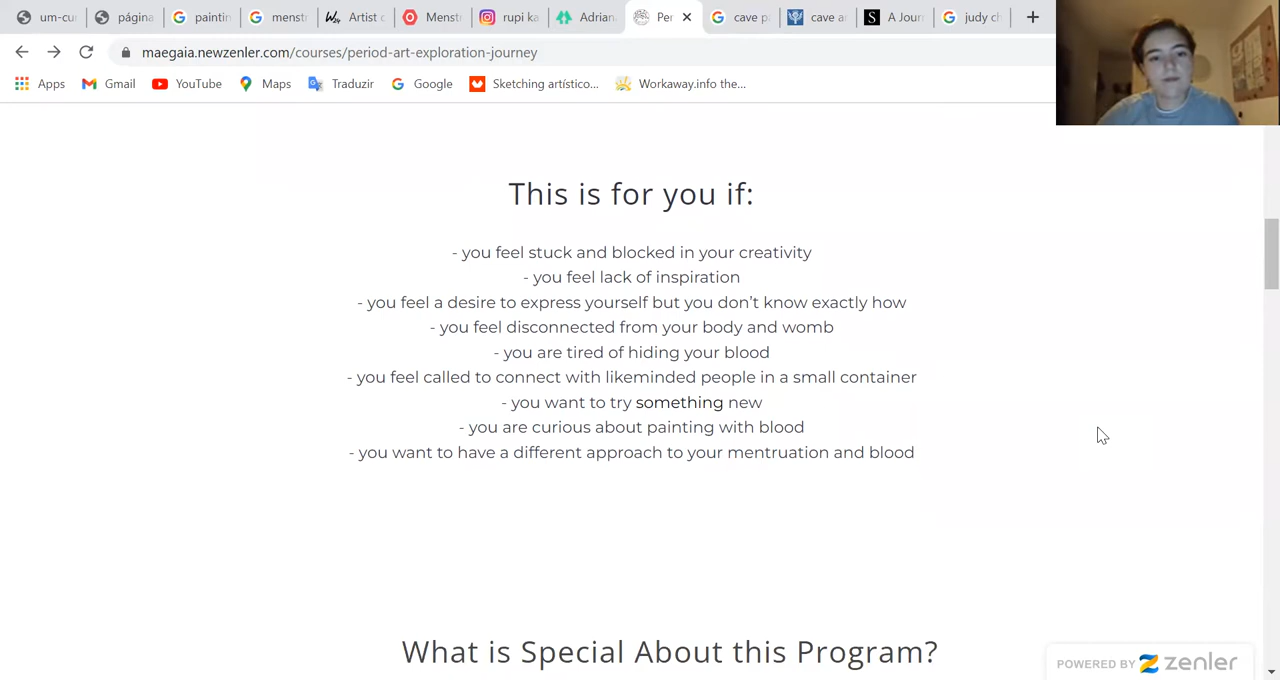 um-cu
página
paintin
menst
Artist c
Menst
rupi ka
Adrian
Per
cave p
cave a
A Jour
judy ch
maegaia.newzenler.com/courses/period-art-exploration-journey
Apps
Gmail
YouTube
Maps
Traduzir
Google
Sketching artístico...
Workaway.info the...
This is for you if:
- you feel stuck and blocked in your creativity
- you feel lack of inspiration
- you feel a desire to express yourself but you don't know exactly how
- you feel disconnected from your body and womb
- you are tired of hiding your blood
- you feel called to connect with likeminded people in a small container
- you want to try something new
- you are curious about painting with blood
- you want to have a different approach to your mentruation and blood
What is Special About this Program?
POWERED BY zenler